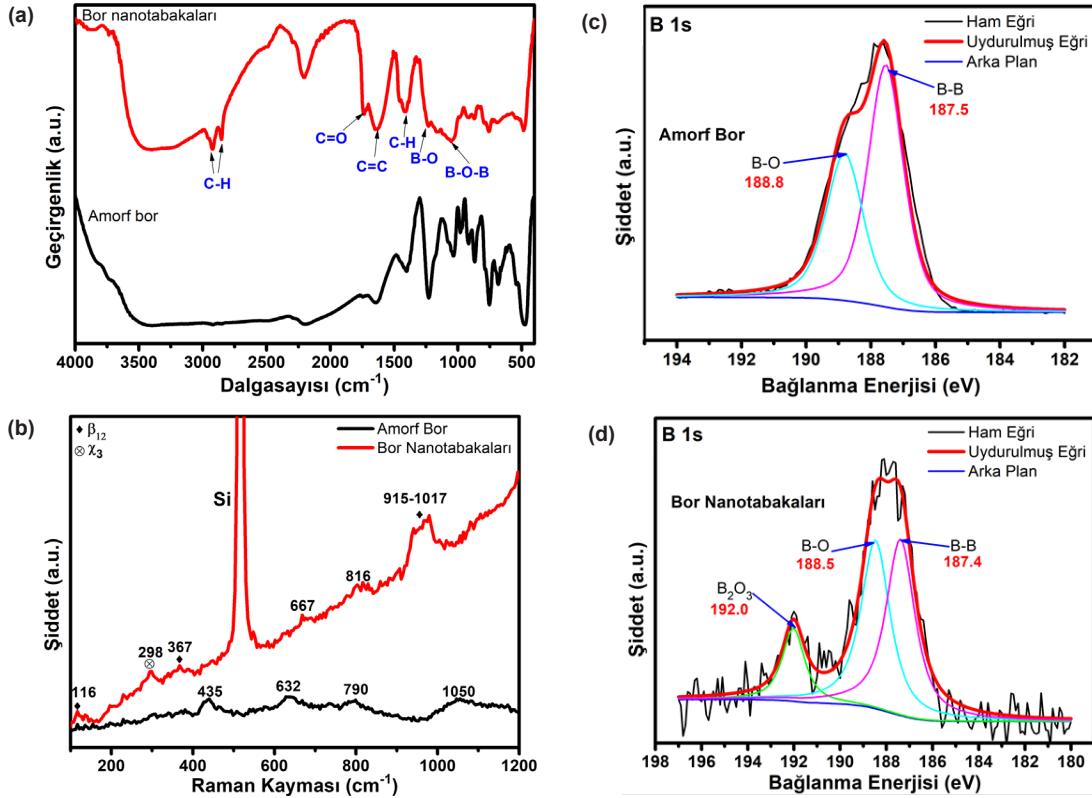 (a)
Bor nanotabakaları
C-H
C=O
C=C
C-H
B-O
B-O-B
Amorf bor
Geçirgenlik (a.u.)
4000 3500 3000 2500 2000 1500 1000 500
Dalgasayısı (cm⁻¹)
(b)
♦ β₁₂
⊗ χ₃
Amorf Bor
Bor Nanotabakaları
Si
116
298
367
667
816
915-1017
435
632
790
1050
Şiddet (a.u.)
200 400 600 800 1000 1200
Raman Kayması (cm⁻¹)
(c)
B 1s
Ham Eğri
Uydurulmuş Eğri
Arka Plan
B-B
187.5
Amorf Bor
B-O
188.8
Şiddet (a.u.)
194 192 190 188 186 184 182
Bağlanma Enerjisi (eV)
(d)
B 1s
Ham Eğri
Uydurulmuş Eğri
Arka Plan
Bor Nanotabakaları
B-O
188.5
B-B
187.4
B₂O₃
192.0
Şiddet (a.u.)
198 196 194 192 190 188 186 184 182 180
Bağlanma Enerjisi (eV)